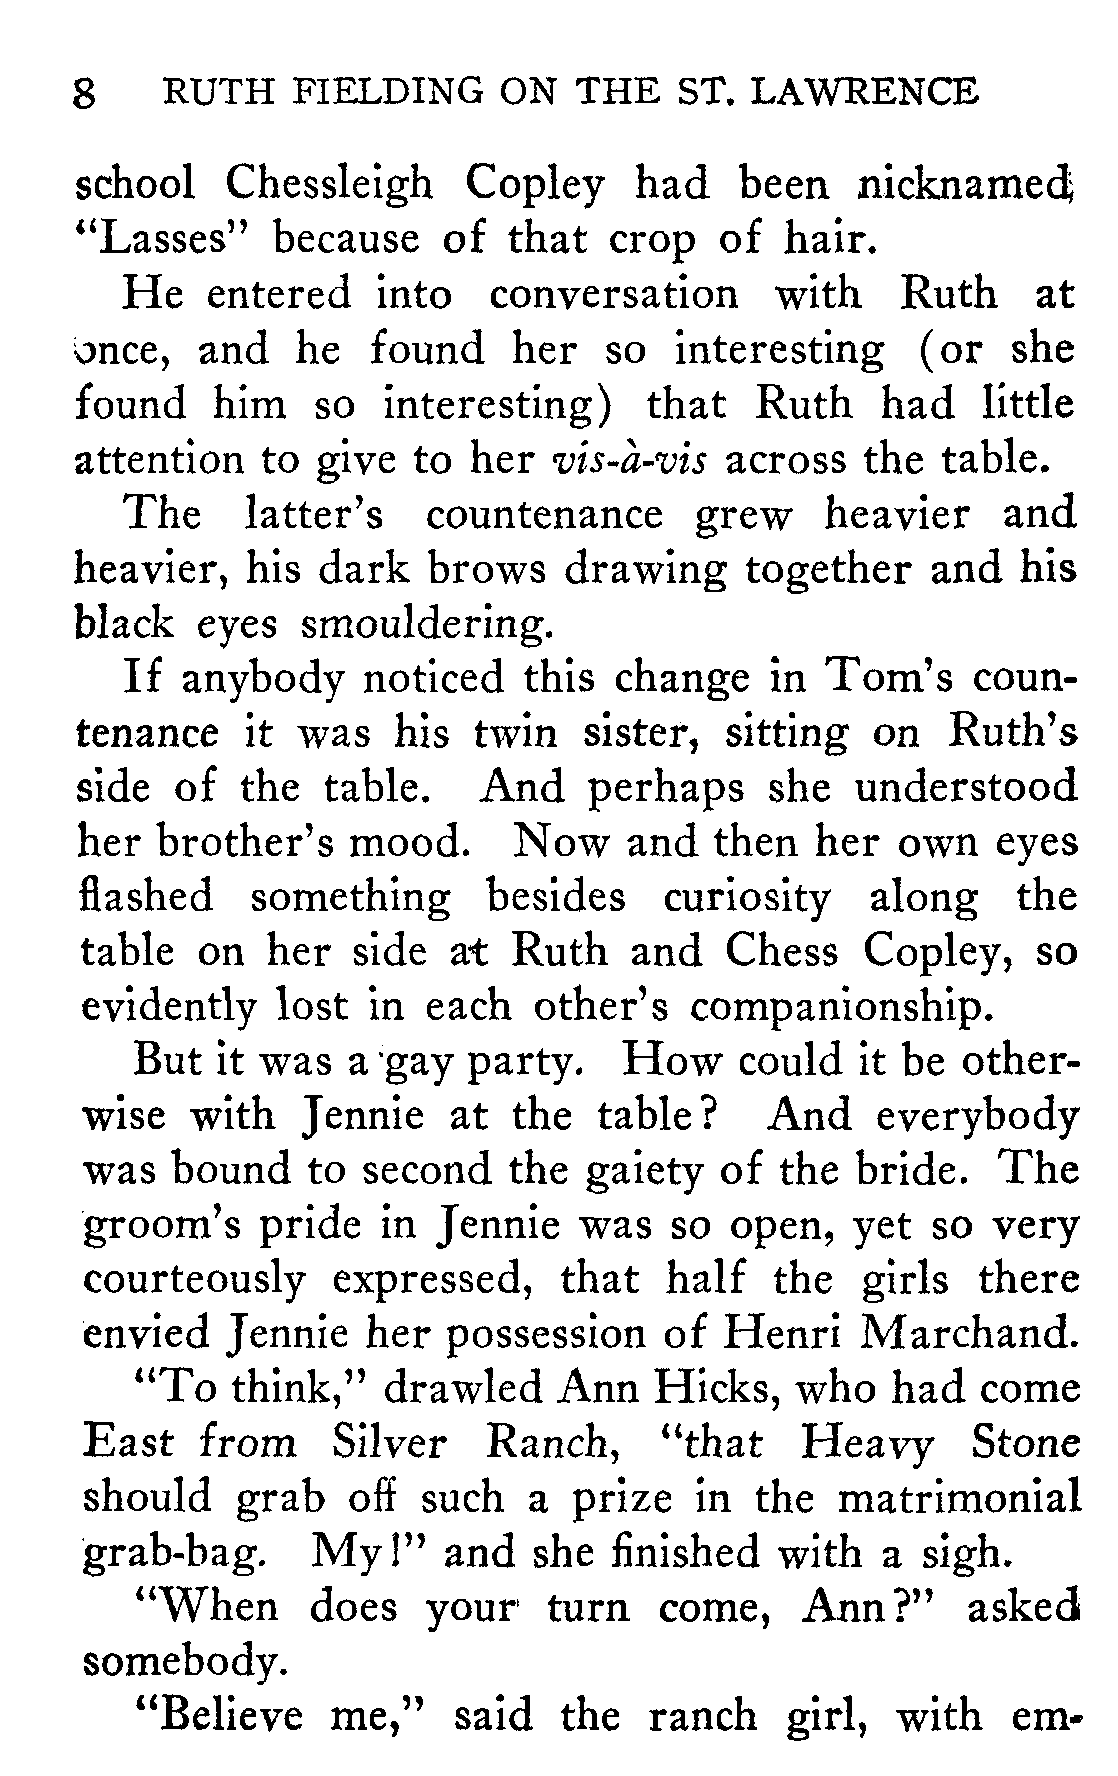 8 RUTH FIELDING ON THE ST. LAWRENCE
school Chessleigh Copley had been nicknamed
“Lasses” because of that crop of hair.
He entered into conversation with Ruth at
once, and he found her so interesting (or she
found him so interesting) that Ruth had little
attention to give to her vis-à-vis across the table.
The latter’s countenance grew heavier and
heavier, his dark brows drawing together and his
black eyes smouldering.
If anybody noticed this change in Tom’s coun-
tenance it was his twin sister, sitting on Ruth’s
side of the table. And perhaps she understood
her brother’s mood. Now and then her own eyes
flashed something besides curiosity along the
table on her side at Ruth and Chess Copley, so
evidently lost in each other’s companionship.
But it was a gay party. How could it be other-
wise with Jennie at the table? And everybody
was bound to second the gaiety of the bride. The
groom’s pride in Jennie was so open, yet so very
courteously expressed, that half the girls there
envied Jennie her possession of Henri Marchand.
“To think,” drawled Ann Hicks, who had come
East from Silver Ranch, “that Heavy Stone
should grab off such a prize in the matrimonial
grab-bag. My!” and she finished with a sigh.
“When does your turn come, Ann?” asked
somebody.
“Believe me,” said the ranch girl, with em-